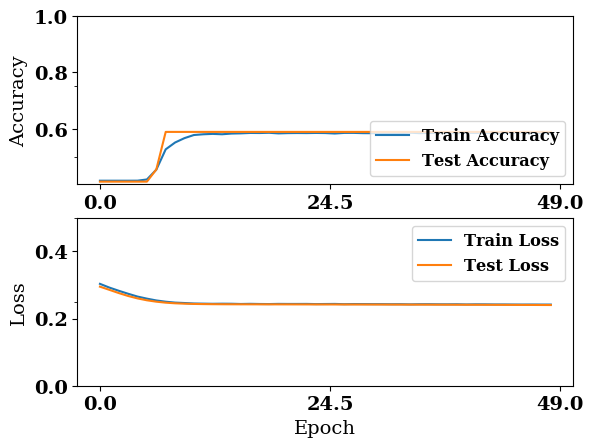 1.0
0.8
0.6
Accuracy
Train Accuracy
Test Accuracy
0.0 24.5 49.0
0.4
0.2
0.0
Loss
Train Loss
Test Loss
0.0 24.5 49.0
Epoch